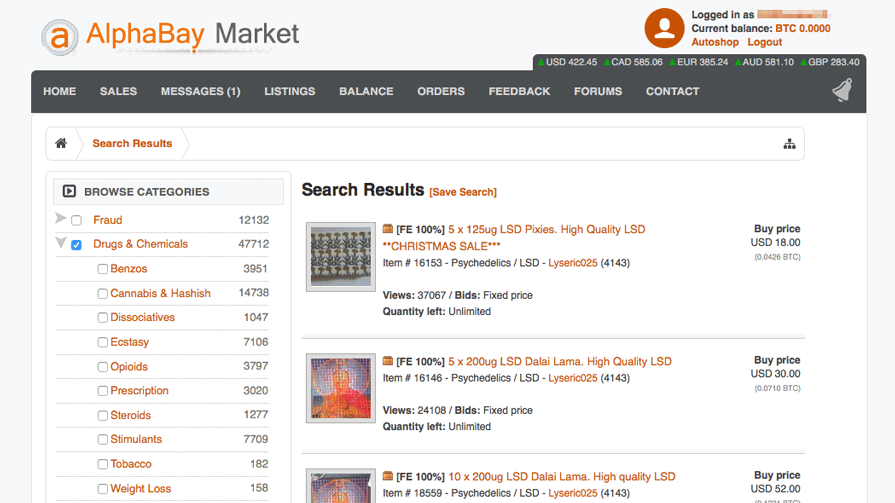 AlphaBay Market
Logged in as
Current balance: BTC 0.0000
Autoshop Logout
USD 422.45 CAD 585.06 EUR 385.24 AUD 581.10 GBP 283.40
HOME SALES MESSAGES (1) LISTINGS BALANCE ORDERS FEEDBACK FORUMS CONTACT
Search Results
BROWSE CATEGORIES
Fraud 12132
Drugs & Chemicals 47712
Benzos 3951
Cannabis & Hashish 14738
Dissociatives 1047
Ecstasy 7106
Opioids 3797
Prescription 3020
Steroids 1277
Stimulants 7709
Tobacco 182
Weight Loss 158
Search Results [Save Search]
[FE 100%] 5 x 125ug LSD Pixies. High Quality LSD
**CHRISTMAS SALE***
Item # 16153 - Psychedelics / LSD - Lyseric025 (4143)
Views: 37067 / Bids: Fixed price
Quantity left: Unlimited
Buy price
USD 18.00
(0.0426 BTC)
[FE 100%] 5 x 200ug LSD Dalai Lama. High Quality LSD
Item # 16146 - Psychedelics / LSD - Lyseric025 (4143)
Views: 24108 / Bids: Fixed price
Quantity left: Unlimited
Buy price
USD 30.00
(0.0710 BTC)
[FE 100%] 10 x 200ug LSD Dalai Lama. High quality LSD
Item # 18559 - Psychedelics / LSD - Lyseric025 (4143)
Buy price
USD 52.00